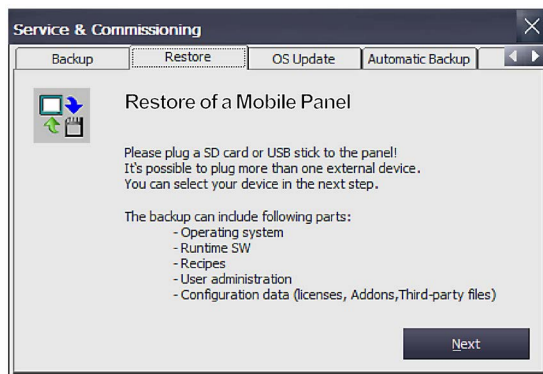 Service & Commissioning
Backup
Restore
OS Update
Automatic Backup
Restore of a Mobile Panel
Please plug a SD card or USB stick to the panel!
It's possible to plug more than one external device.
You can select your device in the next step.
The backup can include following parts:
- Operating system
- Runtime SW
- Recipes
- User administration
- Configuration data (licenses, Addons,Third-party files)
Next